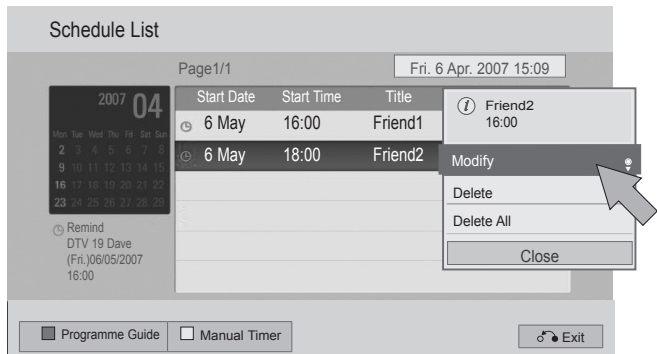 Schedule List
Page1/1
Fri. 6 Apr. 2007 15:09
2007 04
Mon Tue Wed Thu Fri Sat Sun
2 3 4 5 6 7 8
9 10 11 12 13 14 15
16 17 18 19 20 21 22
23 24 25 26 27 28 29
Remind
DTV 19 Dave
(Fri.)06/05/2007
16:00
Start Date Start Time Title
6 May 16:00 Friend1
6 May 18:00 Friend2
Friend2
16:00
Modify
Delete
Delete All
Close
Programme Guide
Manual Timer
Exit